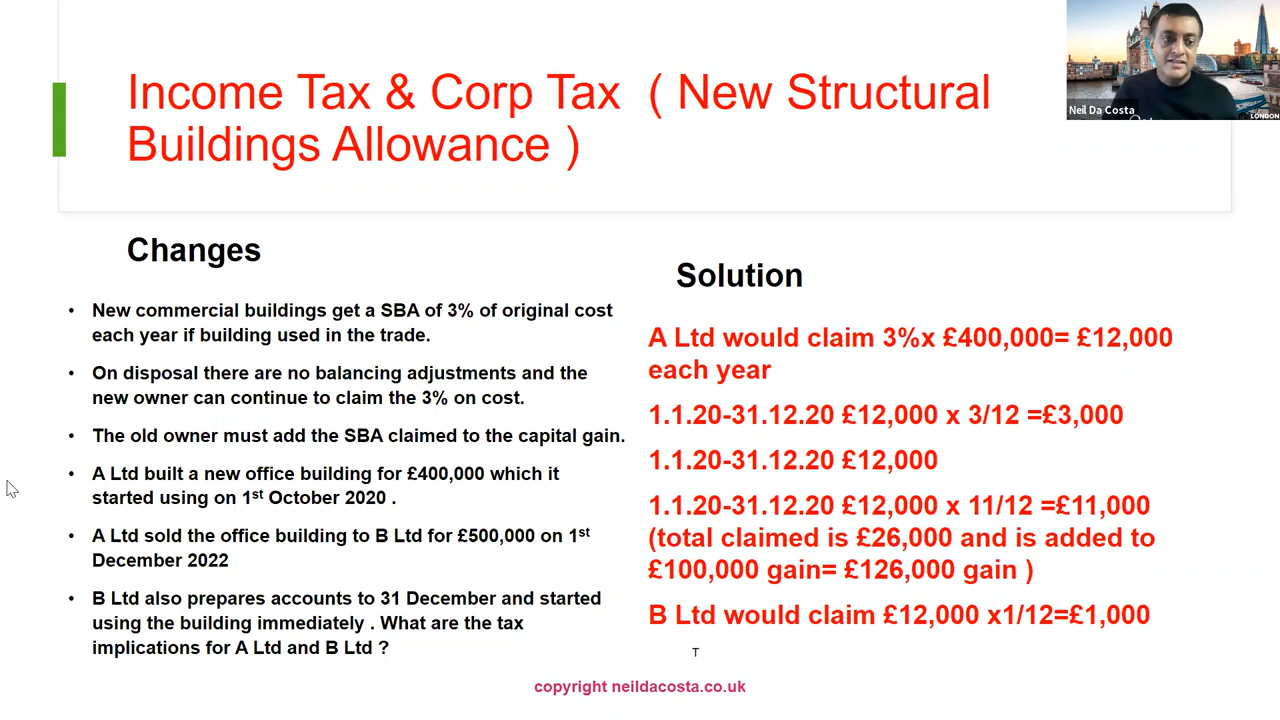 Income Tax & Corp Tax ( New Structural
Buildings Allowance )
Neil Da Costa
LONDON
Changes
• New commercial buildings get a SBA of 3% of original cost
each year if building used in the trade.
• On disposal there are no balancing adjustments and the
new owner can continue to claim the 3% on cost.
• The old owner must add the SBA claimed to the capital gain.
• A Ltd built a new office building for £400,000 which it
started using on 1st October 2020 .
• A Ltd sold the office building to B Ltd for £500,000 on 1st
December 2022
• B Ltd also prepares accounts to 31 December and started
using the building immediately . What are the tax
implications for A Ltd and B Ltd ?
Solution
A Ltd would claim 3%x £400,000= £12,000
each year
1.1.20-31.12.20 £12,000 x 3/12 =£3,000
1.1.20-31.12.20 £12,000
1.1.20-31.12.20 £12,000 x 11/12 =£11,000
(total claimed is £26,000 and is added to
£100,000 gain= £126,000 gain )
B Ltd would claim £12,000 x1/12=£1,000
T
copyright neildacosta.co.uk